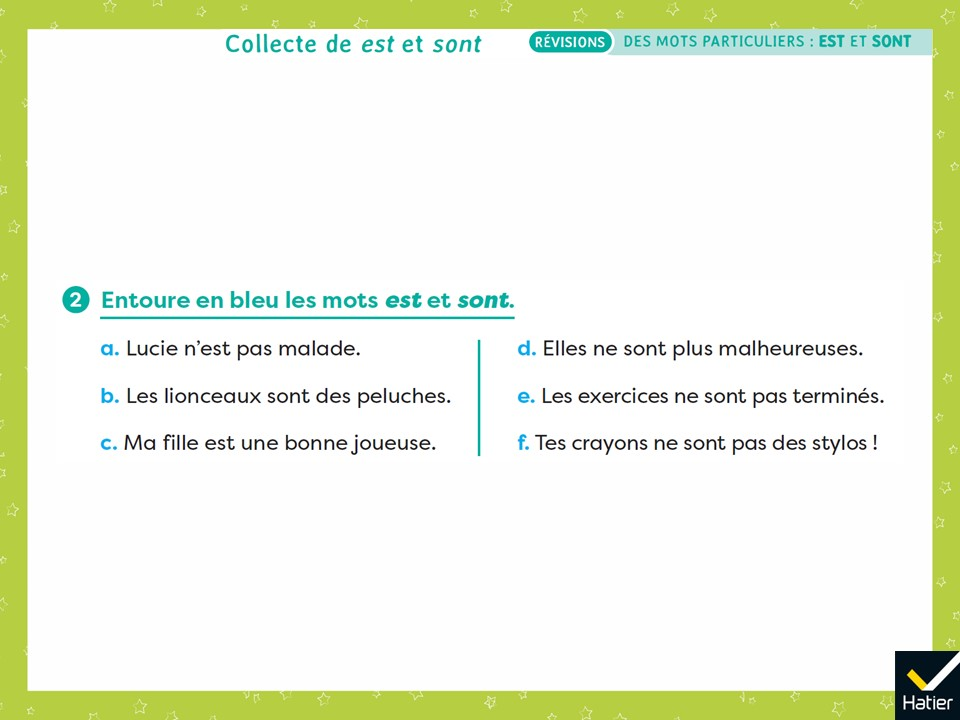 Collecte de est et sont
RÉVISIONS DES MOTS PARTICULIERS : EST ET SONT
2 Entoure en bleu les mots est et sont.
a. Lucie n'est pas malade.
b. Les lionceaux sont des peluches.
c. Ma fille est une bonne joueuse.
d. Elles ne sont plus malheureuses.
e. Les exercices ne sont pas terminés.
f. Tes crayons ne sont pas des stylos !
Hatier